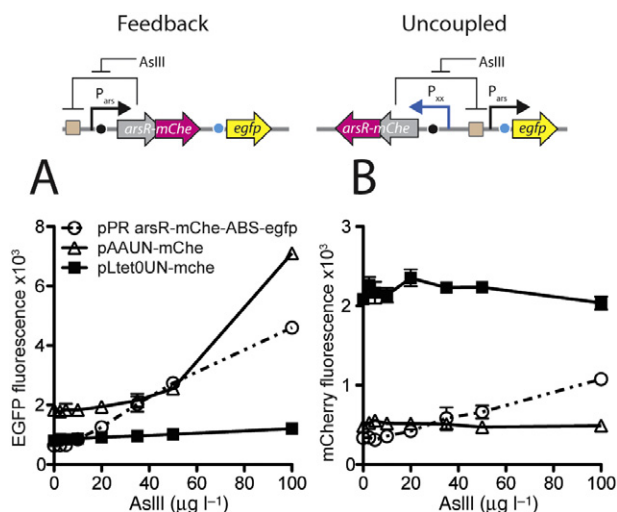 Feedback
Uncoupled
AsIII
AsIII
Pars
Pxx
Pars
arsR-mChe
egfp
arsR-mChe
egfp
A
B
pPR arsR-mChe-ABS-egfp
pAAUN-mChe
pLtet0UN-mche
EGFP fluorescence x10³
8
6
4
2
0
0 20 40 60 80 100
AsIII (µg l⁻¹)
mCherry fluorescence x10³
3
2
1
0
0 20 40 60 80 100
AsIII (µg l⁻¹)